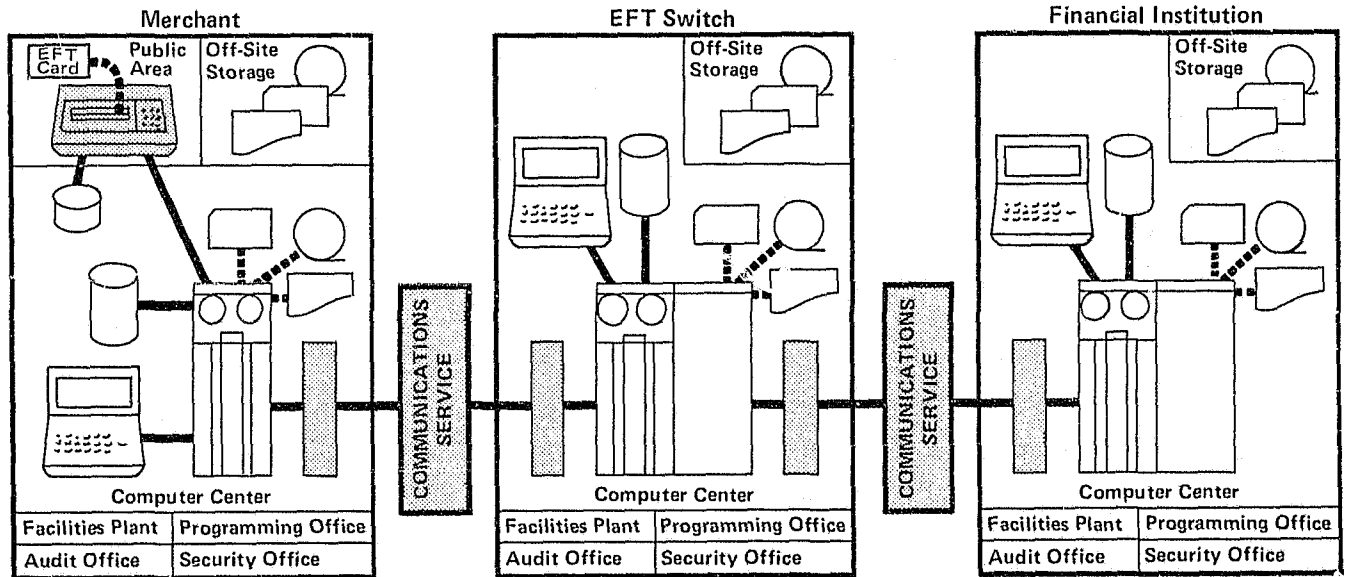 Merchant
EFT Switch
Financial Institution
EFT
Card
Public
Area
Off-Site
Storage
Off-Site
Storage
Off-Site
Storage
COMMUNICATIONS
SERVICE
COMMUNICATIONS
SERVICE
Computer Center
Facilities Plant
Programming Office
Audit Office
Security Office
Computer Center
Facilities Plant
Programming Office
Audit Office
Security Office
Computer Center
Facilities Plant
Programming Office
Audit Office
Security Office